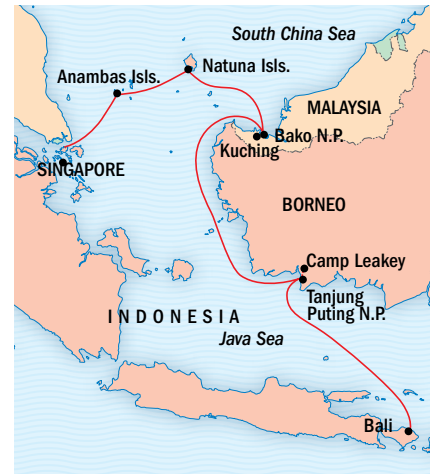 South China Sea
Natuna Isls.
Anambas Isls.
MALAYSIA
Bako N.P.
Kuching
SINGAPORE
BORNEO
Camp Leakey
Tanjung
Puting N.P.
INDONESIA
Java Sea
Bali